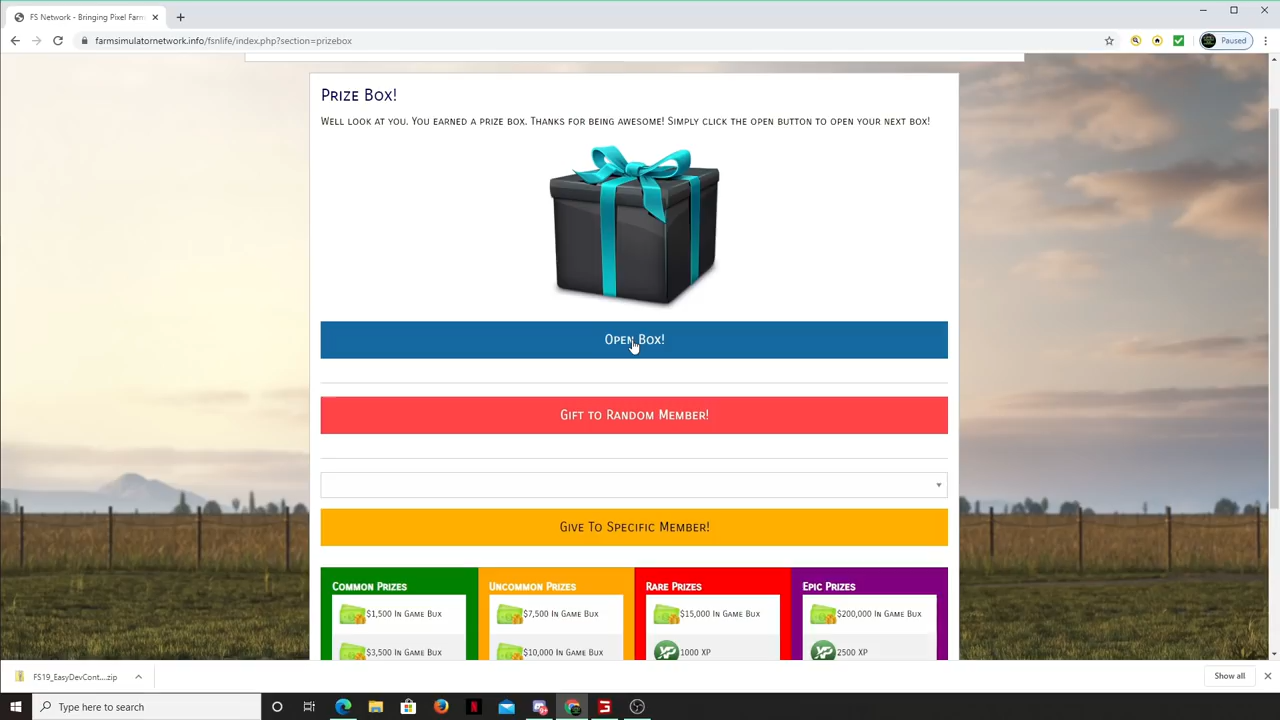 FS Network - Bringing Pixel Farm
farmsimulatornetwork.info/fsnlife/index.php?section=prizebox
Paused
Prize Box!
Well look at you. You earned a prize box. Thanks for being awesome! Simply click the open button to open your next box!
Open Box!
Gift to Random Member!
Give To Specific Member!
Common Prizes
Uncommon Prizes
Rare Prizes
Epic Prizes
$1,500 In Game Bux
$7,500 In Game Bux
$15,000 In Game Bux
$200,000 In Game Bux
$3,500 In Game Bux
$10,000 In Game Bux
XP 1000 XP
XP 2500 XP
FS19_EasyDevCont....zip
Show all
Type here to search